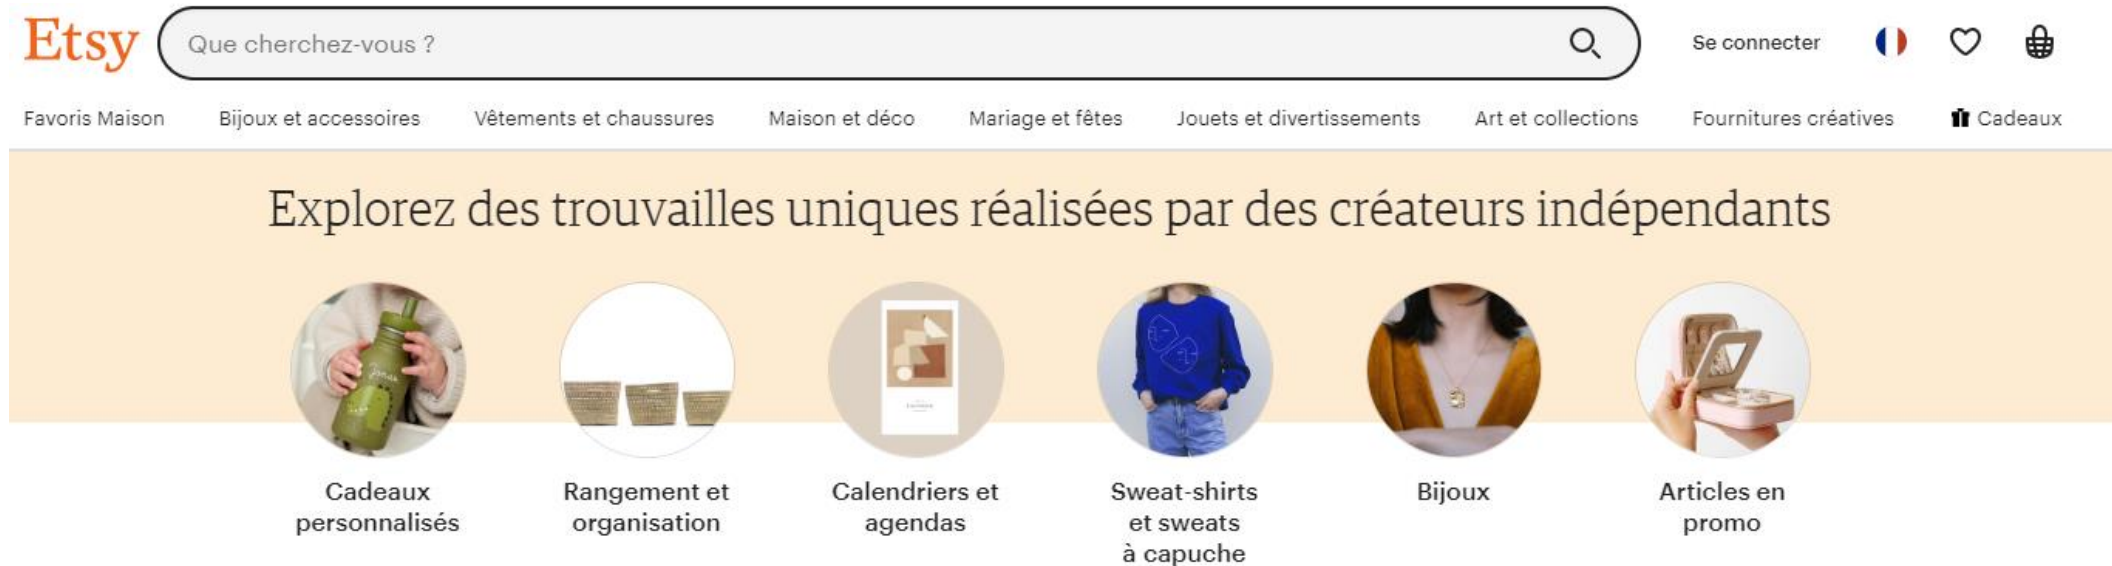 Etsy
Que cherchez-vous ?
Se connecter
Favoris Maison
Bijoux et accessoires
Vêtements et chaussures
Maison et déco
Mariage et fêtes
Jouets et divertissements
Art et collections
Fournitures créatives
Cadeaux
Explorez des trouvailles uniques réalisées par des créateurs indépendants
Cadeaux
personnalisés
Rangement et
organisation
Calendriers et
agendas
Sweat-shirts
et sweats
à capuche
Bijoux
Articles en
promo